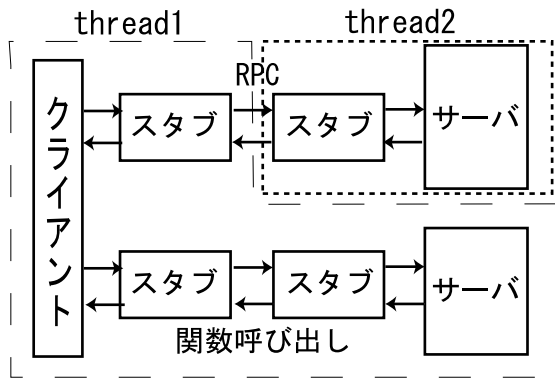 thread1
thread2
RPC
クライアント
スタブ
スタブ
サーバ
スタブ
スタブ
サーバ
関数呼び出し